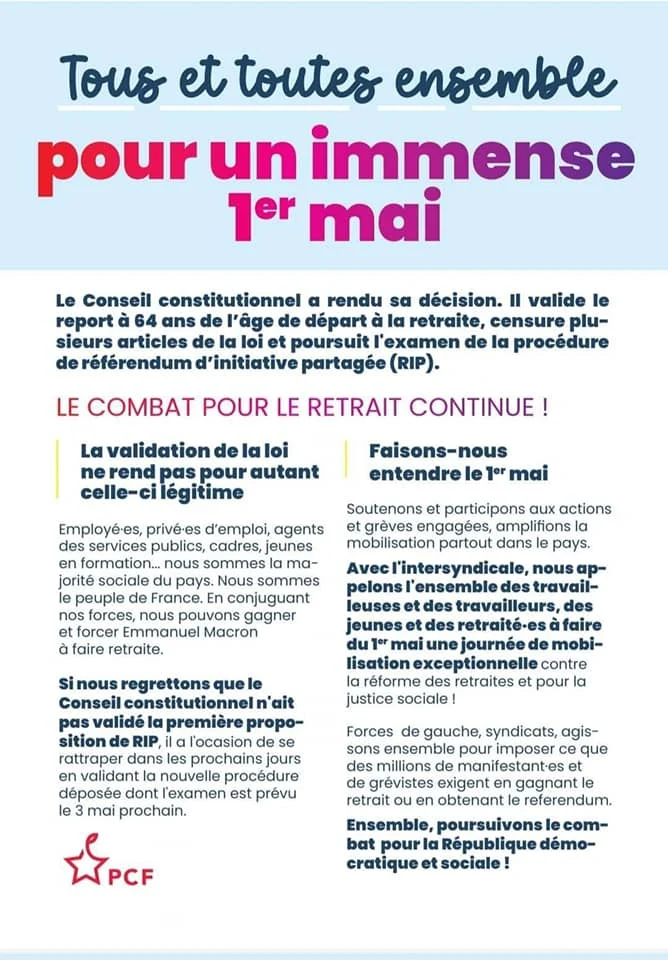 Tous et toutes ensemble
pour un immense
1er mai
Le Conseil constitutionnel a rendu sa décision. Il valide le
report à 64 ans de l'âge de départ à la retraite, censure plu-
sieurs articles de la loi et poursuit l'examen de la procédure
de référendum d'initiative partagée (RIP).
LE COMBAT POUR LE RETRAIT CONTINUE !
La validation de la loi
ne rend pas pour autant
celle-ci légitime
Employé·es, privé·es d'emploi, agents
des services publics, cadres, jeunes
en formation... nous sommes la ma-
jorité sociale du pays. Nous sommes
le peuple de France. En conjuguant
nos forces, nous pouvons gagner
et forcer Emmanuel Macron
à faire retraite.
Si nous regrettons que le
Conseil constitutionnel n'ait
pas validé la première propo-
sition de RIP, il a l'ocasion de se
rattraper dans les prochains jours
en validant la nouvelle procédure
déposée dont l'examen est prévu
le 3 mai prochain.
PCF
Faisons-nous
entendre le 1er mai
Soutenons et participons aux actions
et grèves engagées, amplifions la
mobilisation partout dans le pays.
Avec l'intersyndicale, nous ap-
pelons l'ensemble des travail-
leuses et des travailleurs, des
jeunes et des retraité·es à faire
du 1er mai une journée de mobi-
lisation exceptionnelle contre
la réforme des retraites et pour la
justice sociale !
Forces de gauche, syndicats, agis-
sons ensemble pour imposer ce que
des millions de manifestant·es et
de grévistes exigent en gagnant le
retrait ou en obtenant le referendum.
Ensemble, poursuivons le com-
bat pour la République démo-
cratique et sociale !